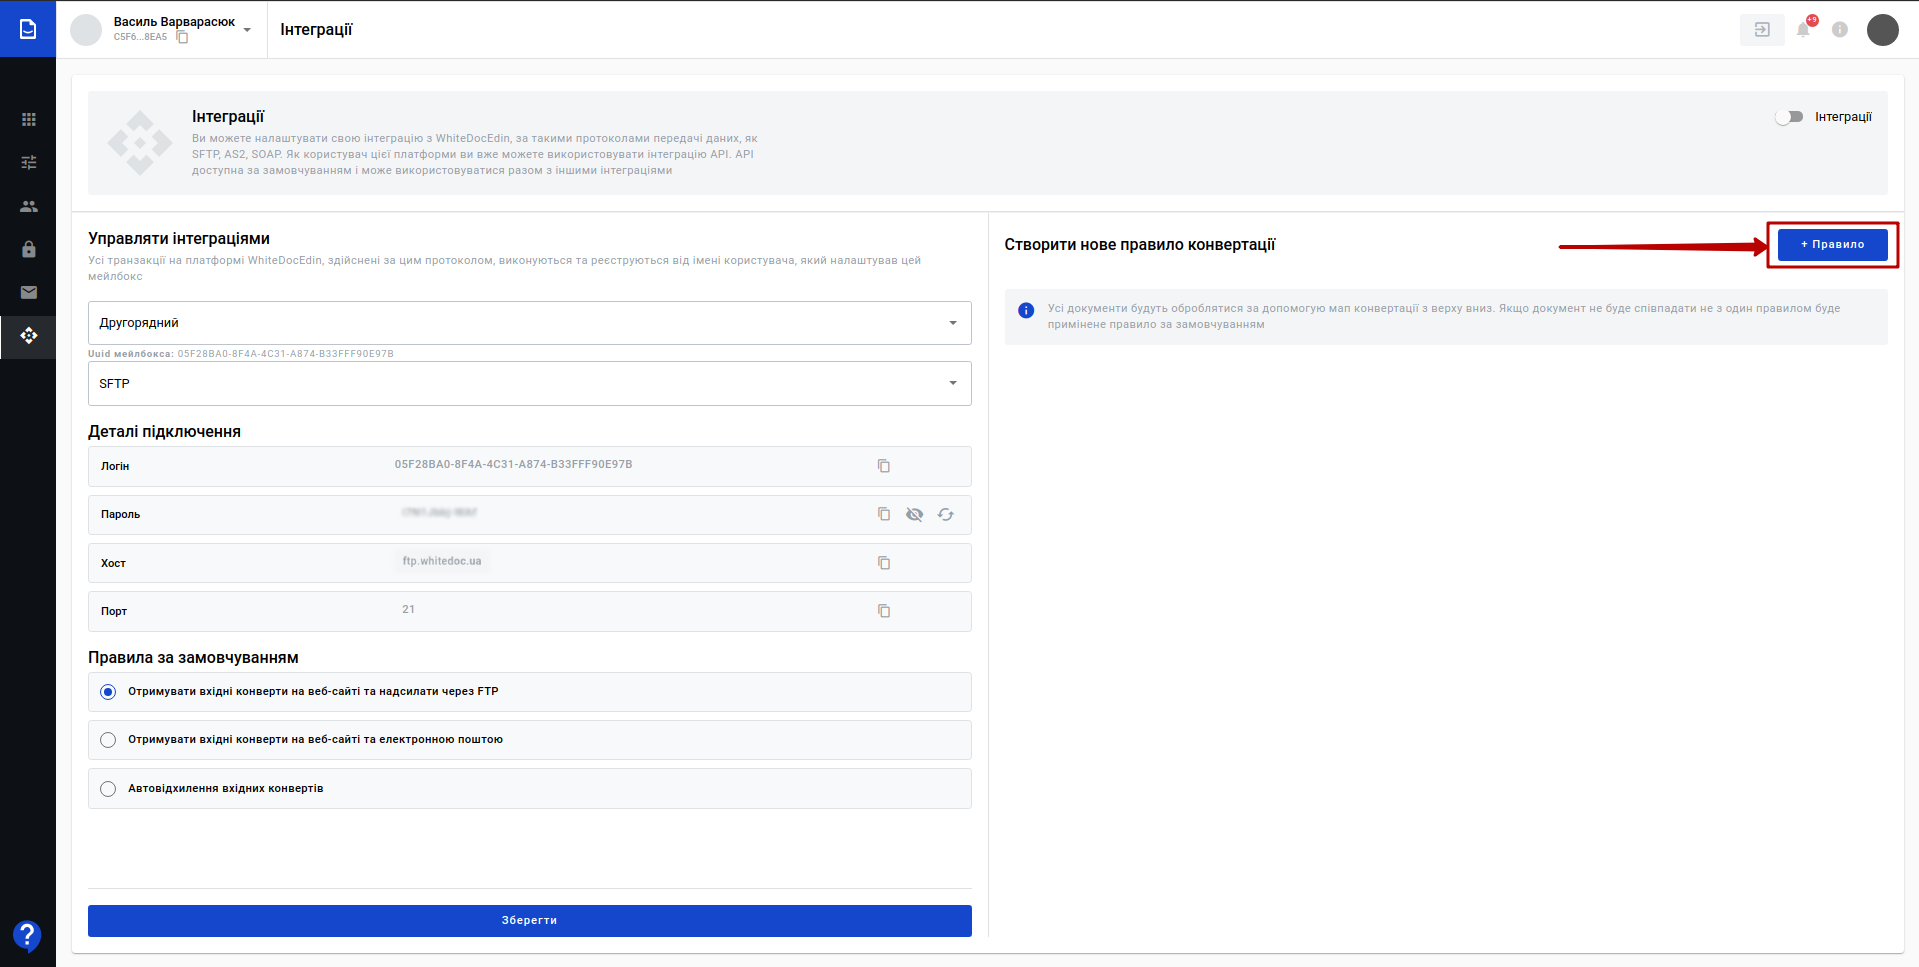 Василь Варварасюк
C5F6...8EA5
Інтеграції
+9
Інтеграції
Ви можете налаштувати свою інтеграцію з WhiteDocEdin, за такими протоколами передачі даних, як
SFTP, AS2, SOAP. Як користувач цієї платформи ви вже можете використовувати інтеграцію API. API
доступна за замовчуванням і може використовуватися разом з іншими інтеграціями
Інтеграції
Управляти інтеграціями
Усі транзакції на платформі WhiteDocEdin, здійснені за цим протоколом, виконуються та реєструються від імені користувача, який налаштував цей
мейлбокс
Другорядний
Uuid мейлбокса: 05F28BA0-8F4A-4C31-A874-B33FFF90E97B
SFTP
Деталі підключення
Логін 05F28BA0-8F4A-4C31-A874-B33FFF90E97B
Пароль
Хост ftp.whitedoc.ua
Порт 21
Правила за замовчуванням
Отримувати вхідні конверти на веб-сайті та надсилати через FTP
Отримувати вхідні конверти на веб-сайті та електронною поштою
Автовідхилення вхідних конвертів
Зберегти
Створити нове правило конвертації
+ Правило
Усі документи будуть оброблятися за допомогую мап конвертації з верху вниз. Якщо документ не буде співпадати не з один правилом буде
примінене правило за замовчуванням